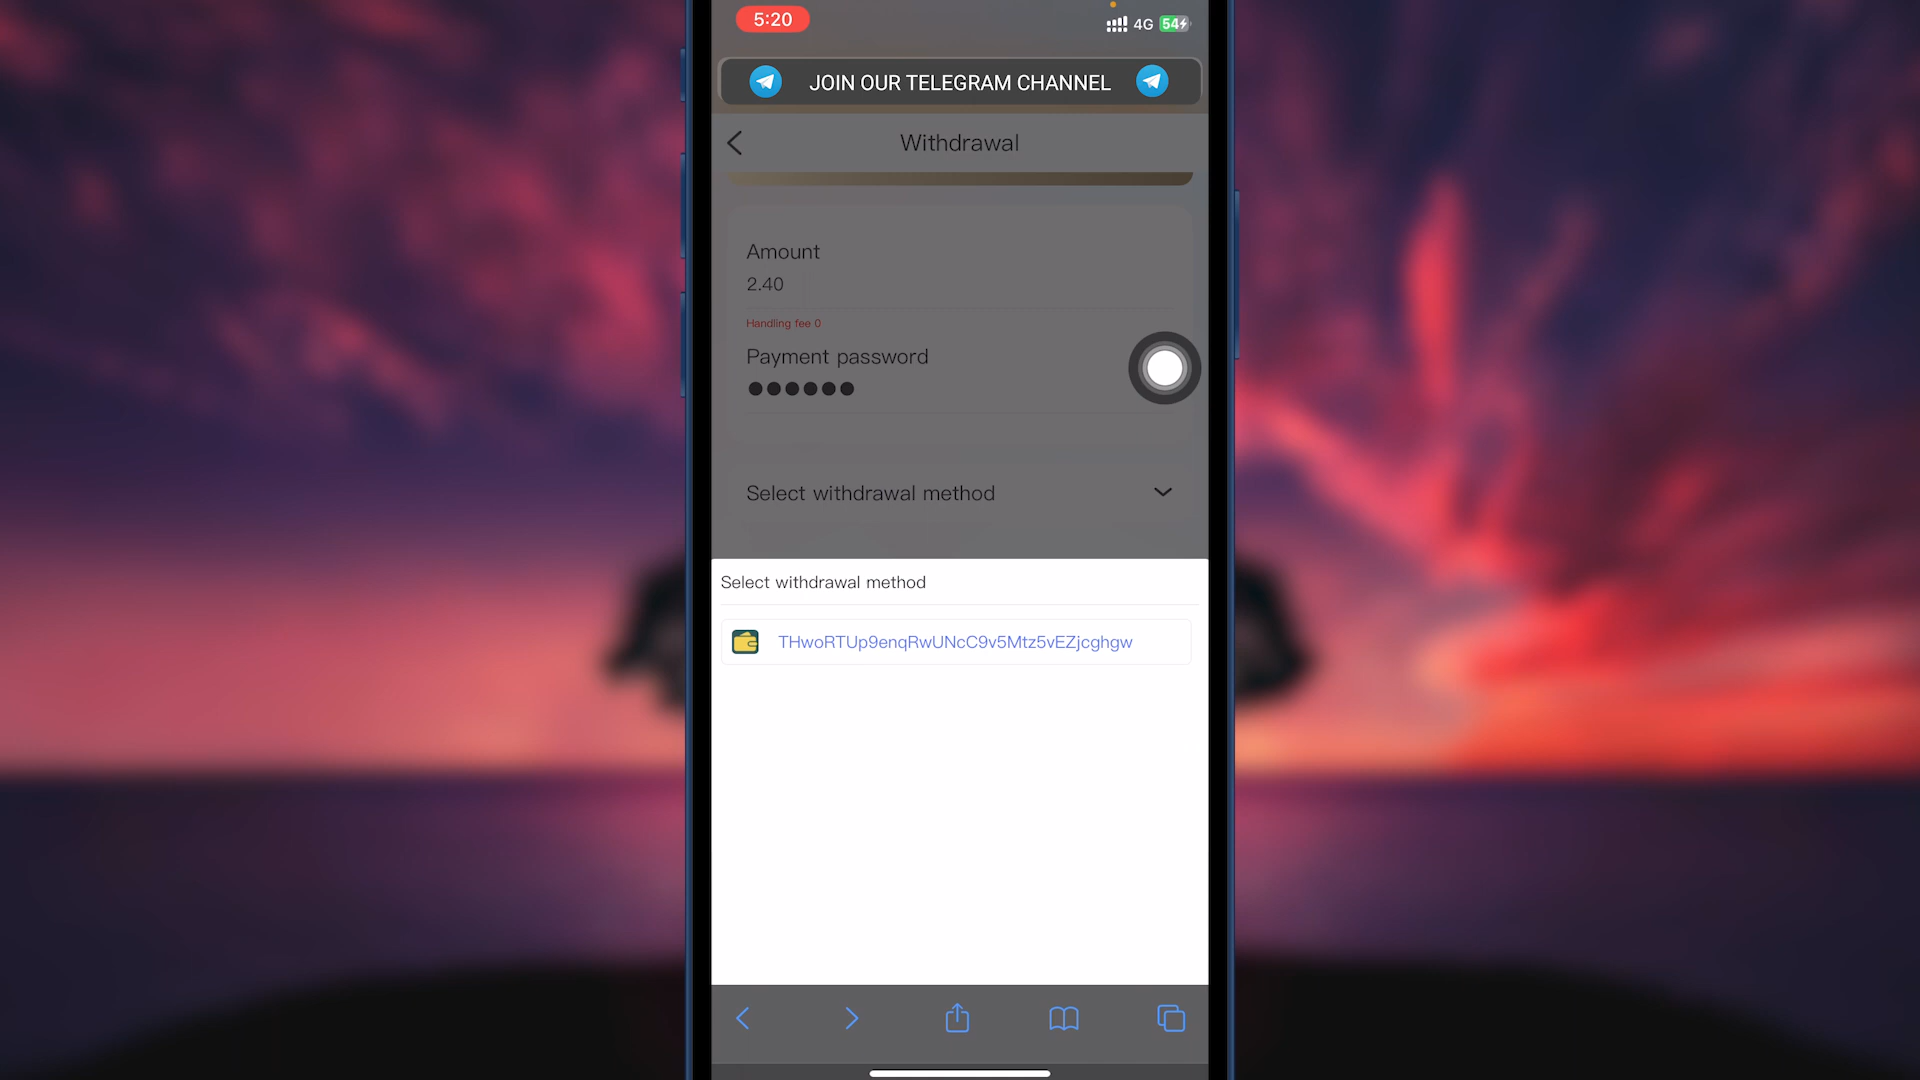 5:20
4G 54
JOIN OUR TELEGRAM CHANNEL
Withdrawal
Amount
2.40
Handling fee 0
Payment password
Select withdrawal method
Select withdrawal method
THwoRTUp9enqRwUNcC9v5Mtz5vEZjcghgw